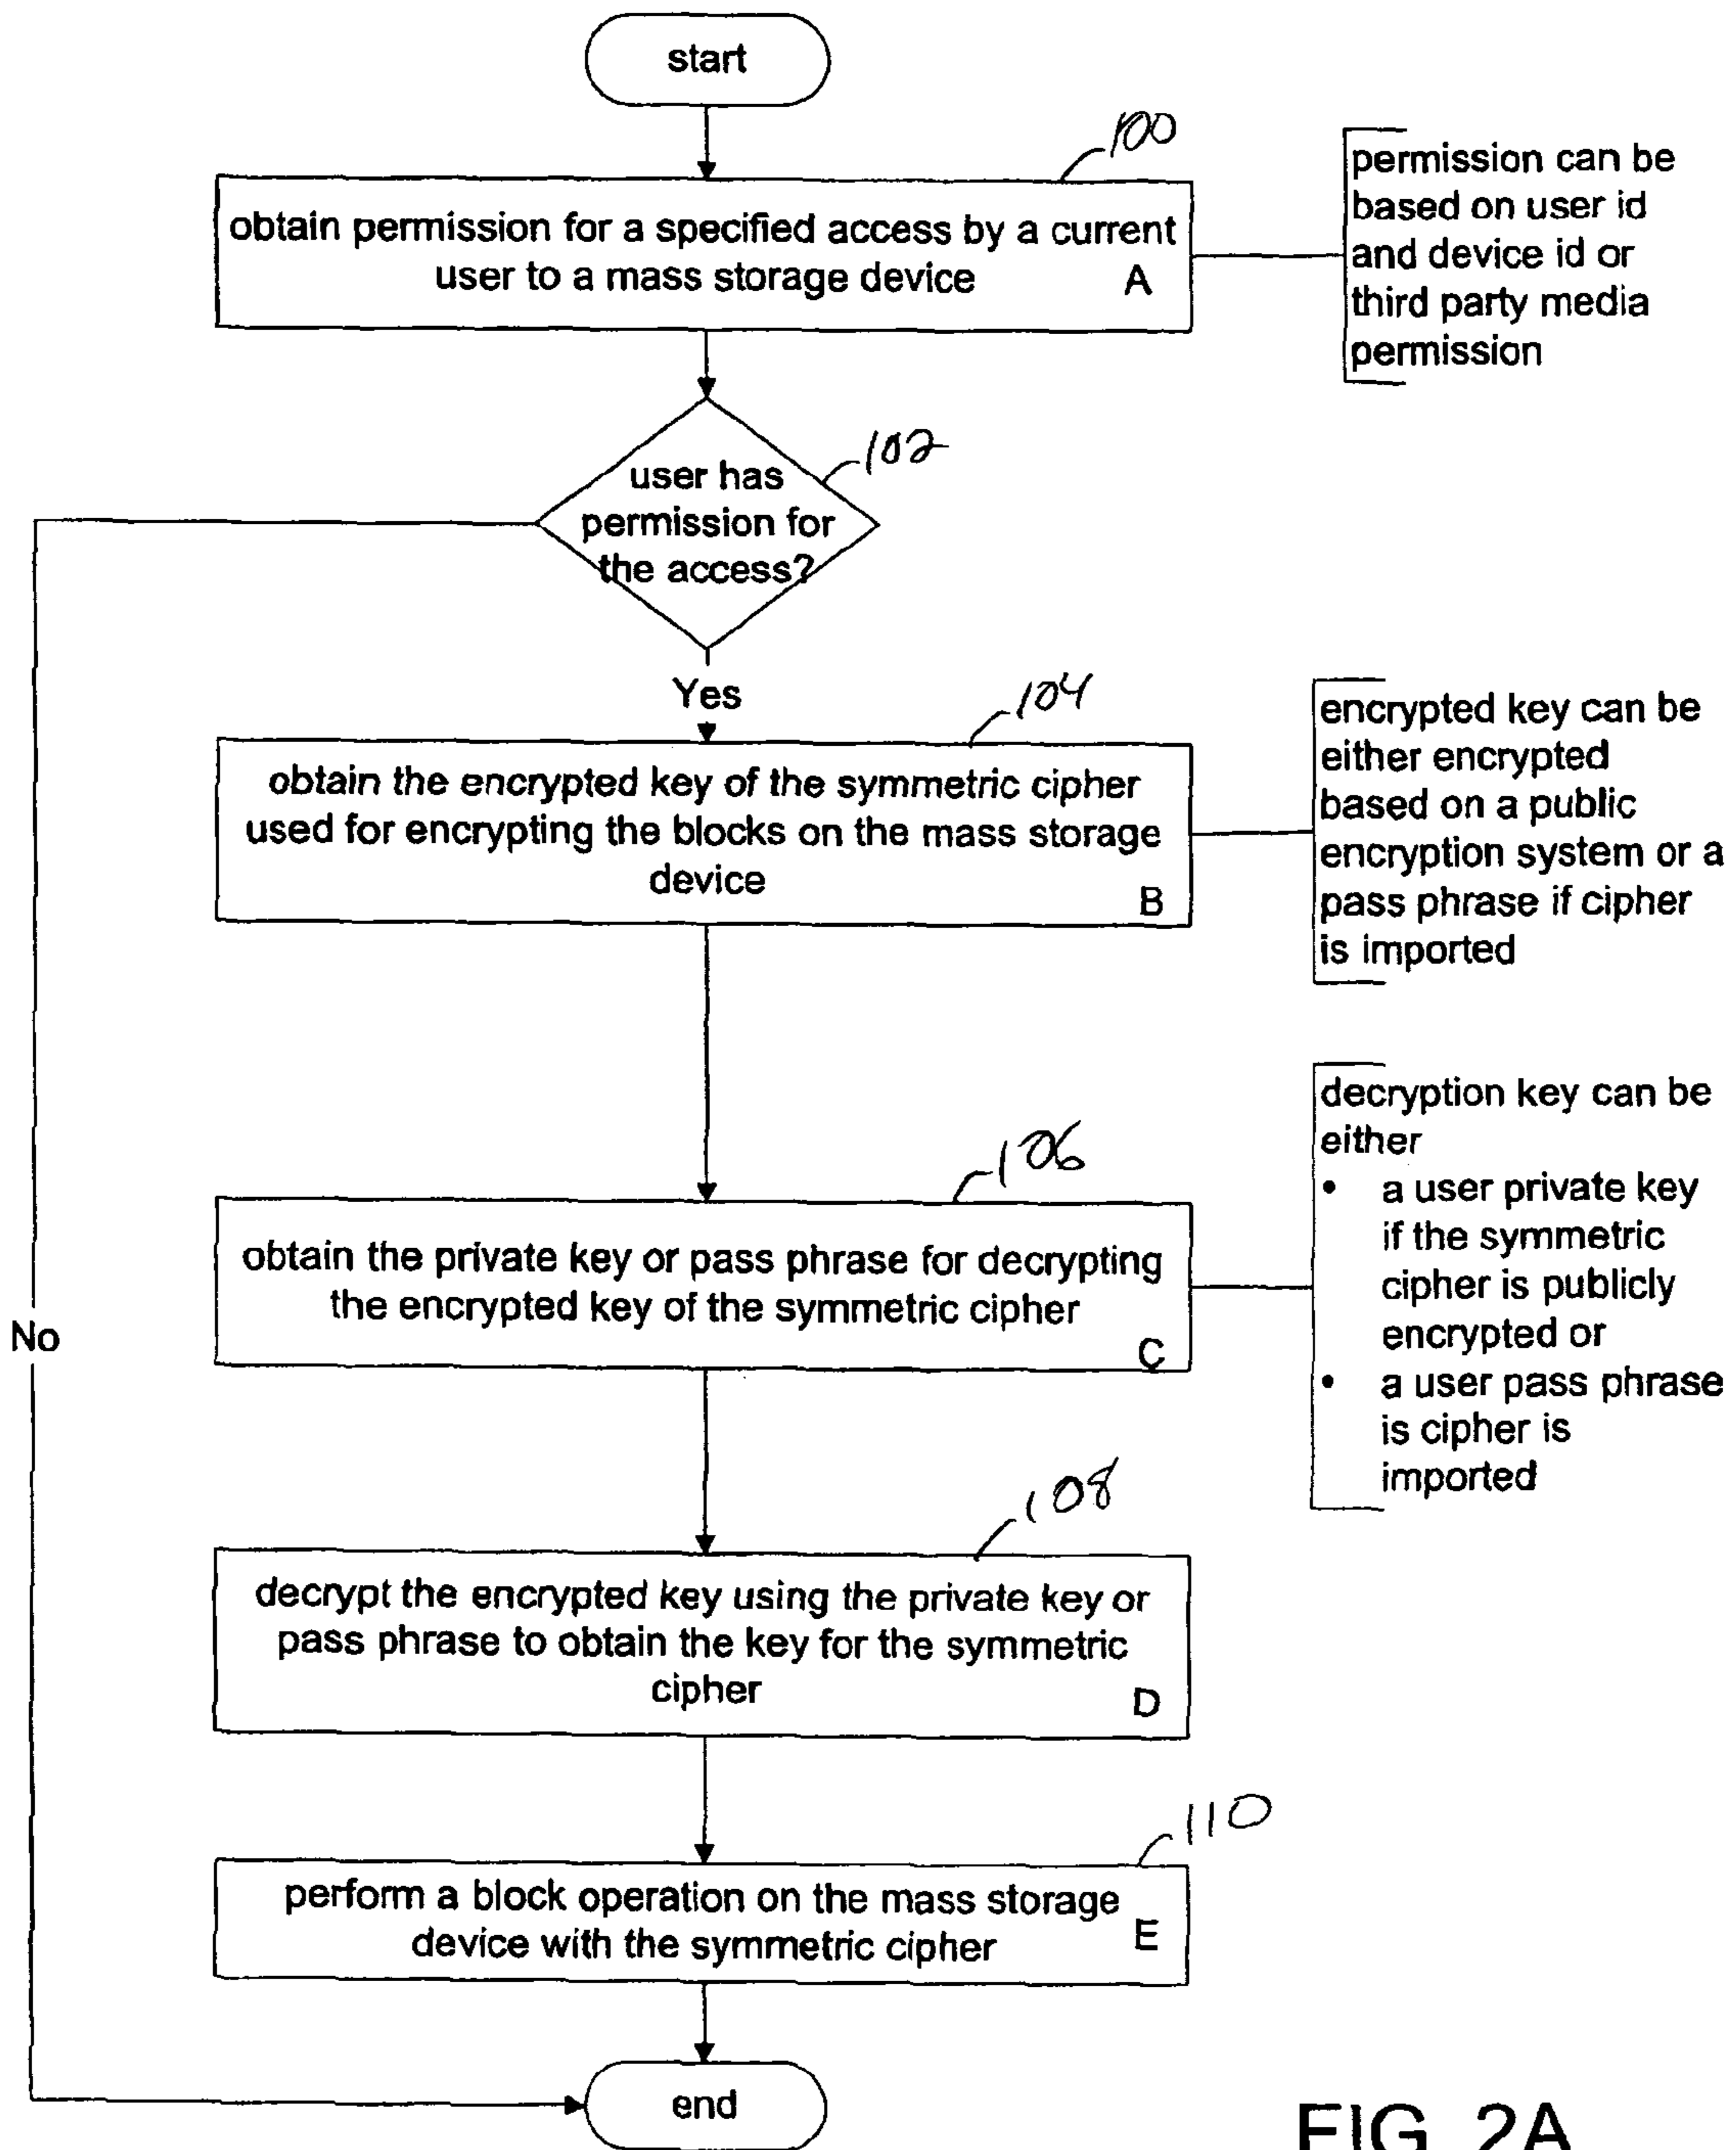 start
100
obtain permission for a specified access by a current
user to a mass storage device
A
permission can be
based on user id
and device id or
third party media
permission
102
user has
permission for
the access?
Yes
104
obtain the encrypted key of the symmetric cipher
used for encrypting the blocks on the mass storage
device
B
encrypted key can be
either encrypted
based on a public
encryption system or a
pass phrase if cipher
is imported
106
obtain the private key or pass phrase for decrypting
the encrypted key of the symmetric cipher
C
decryption key can be
either
• a user private key
if the symmetric
cipher is publicly
encrypted or
• a user pass phrase
is cipher is
imported
No
108
decrypt the encrypted key using the private key or
pass phrase to obtain the key for the symmetric
cipher
D
110
perform a block operation on the mass storage
device with the symmetric cipher
E
end
FIG. 2A